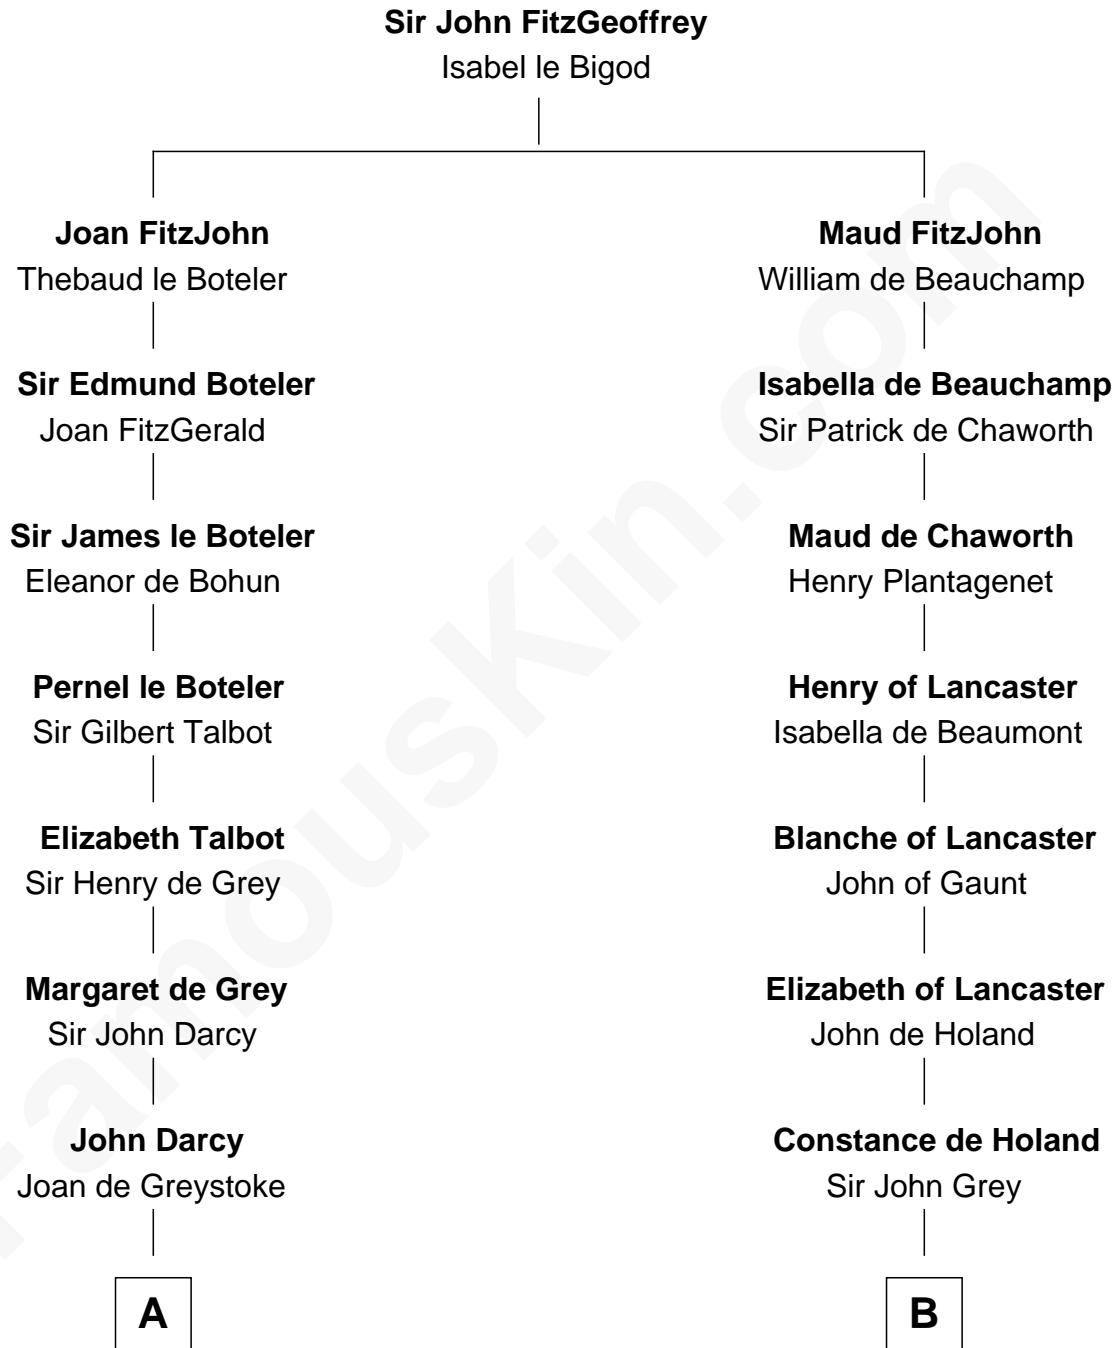 Sir John FitzGeoffrey
Isabel le Bigod
Joan FitzJohn
Thebaud le Boteler
Maud FitzJohn
William de Beauchamp
Sir Edmund Boteler
Joan FitzGerald
Isabella de Beauchamp
Sir Patrick de Chaworth
Sir James le Boteler
Eleanor de Bohun
Maud de Chaworth
Henry Plantagenet
Pernel le Boteler
Sir Gilbert Talbot
Henry of Lancaster
Isabella de Beaumont
Elizabeth Talbot
Sir Henry de Grey
Blanche of Lancaster
John of Gaunt
Margaret de Grey
Sir John Darcy
Elizabeth of Lancaster
John de Holand
John Darcy
Joan de Greystoke
Constance de Holand
Sir John Grey
A
B
FamousKin.com